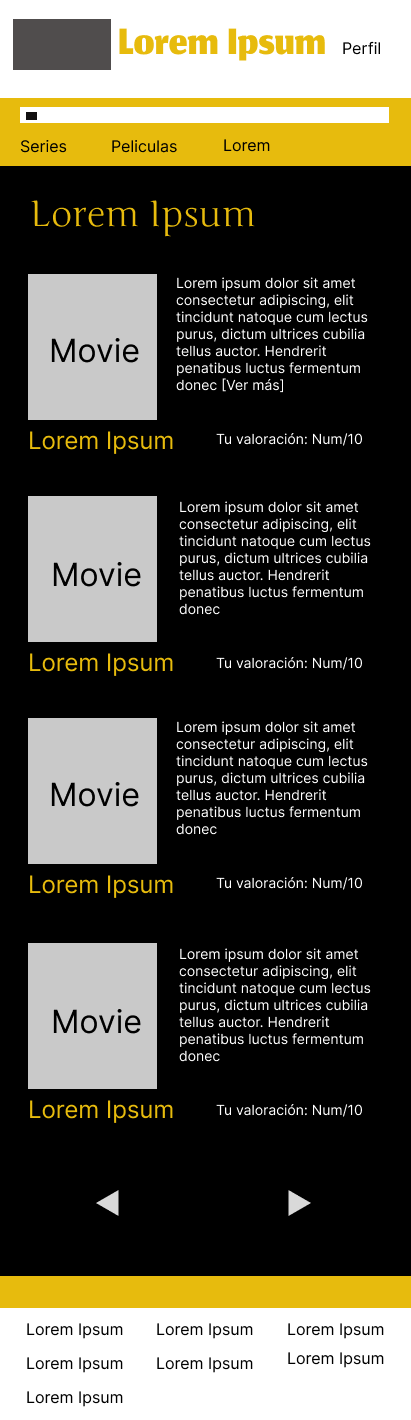 Lorem Ipsum
Perfil
Series Peliculas Lorem
Lorem Ipsum
Movie
Lorem ipsum dolor sit amet
consectetur adipiscing, elit
tincidunt natoque cum lectus
purus, dictum ultrices cubilia
tellus auctor. Hendrerit
penatibus luctus fermentum
donec [Ver más]
Lorem Ipsum
Tu valoración: Num/10
Movie
Lorem ipsum dolor sit amet
consectetur adipiscing, elit
tincidunt natoque cum lectus
purus, dictum ultrices cubilia
tellus auctor. Hendrerit
penatibus luctus fermentum
donec
Lorem Ipsum
Tu valoración: Num/10
Movie
Lorem ipsum dolor sit amet
consectetur adipiscing, elit
tincidunt natoque cum lectus
purus, dictum ultrices cubilia
tellus auctor. Hendrerit
penatibus luctus fermentum
donec
Lorem Ipsum
Tu valoración: Num/10
Movie
Lorem ipsum dolor sit amet
consectetur adipiscing, elit
tincidunt natoque cum lectus
purus, dictum ultrices cubilia
tellus auctor. Hendrerit
penatibus luctus fermentum
donec
Lorem Ipsum
Tu valoración: Num/10
Lorem Ipsum Lorem Ipsum Lorem Ipsum
Lorem Ipsum Lorem Ipsum Lorem Ipsum
Lorem Ipsum